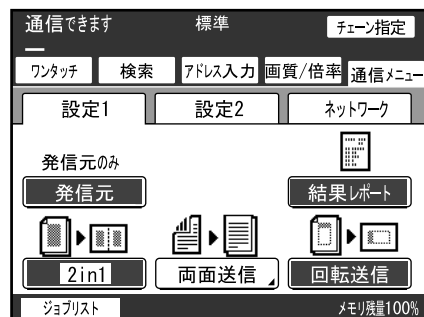 通信できます 標準 チェーン指定
ワンタッチ 検索 アドレス入力 画質/倍率 通信メニュー
設定1 設定2 ネットワーク
発信元のみ
発信元 結果レポート
2in1 両面送信 回転送信
ジョブリスト メモリ残量100%